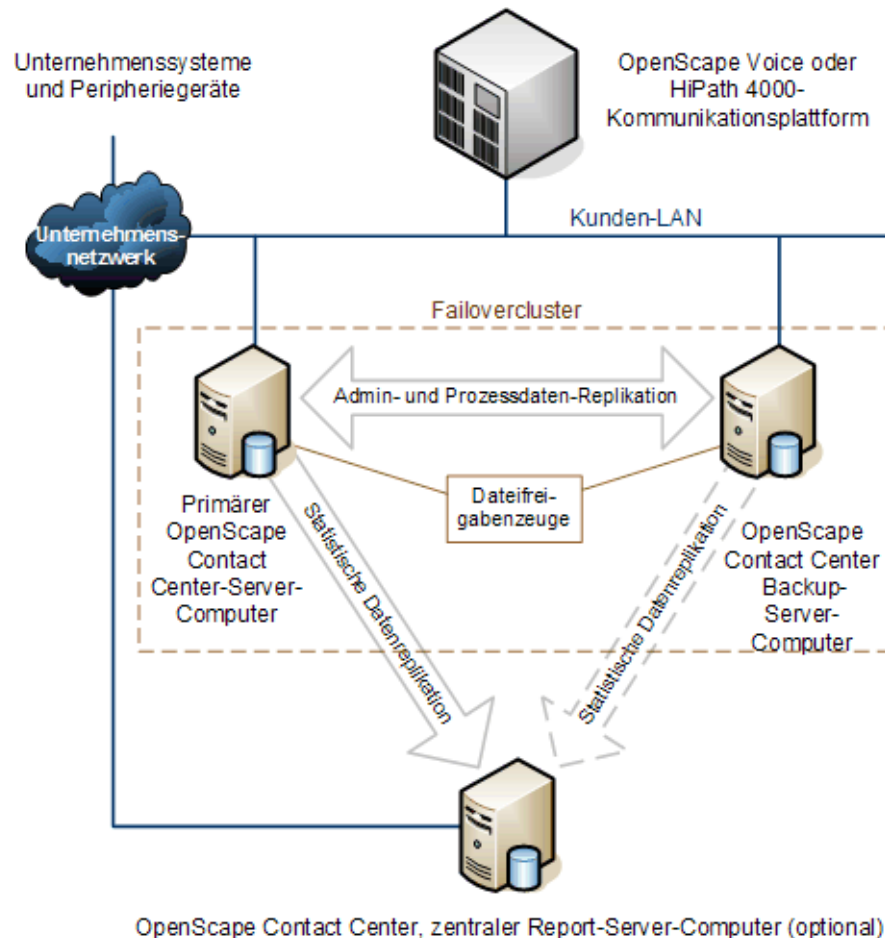 Unternehmenssysteme
und Peripheriegeräte
OpenScape Voice oder
HiPath 4000-
Kommunikationsplattform
Unternehmens-
netzwerk
Kunden-LAN
Failovercluster
Admin- und Prozessdaten-Replikation
Dateifrei-
gabenzeuge
Primärer
OpenScape
Contact
Center-Server-
Computer
Statistische Datenreplikation
Statistische Datenreplikation
OpenScape
Contact Center
Backup-
Server-
Computer
OpenScape Contact Center, zentraler Report-Server-Computer (optional)